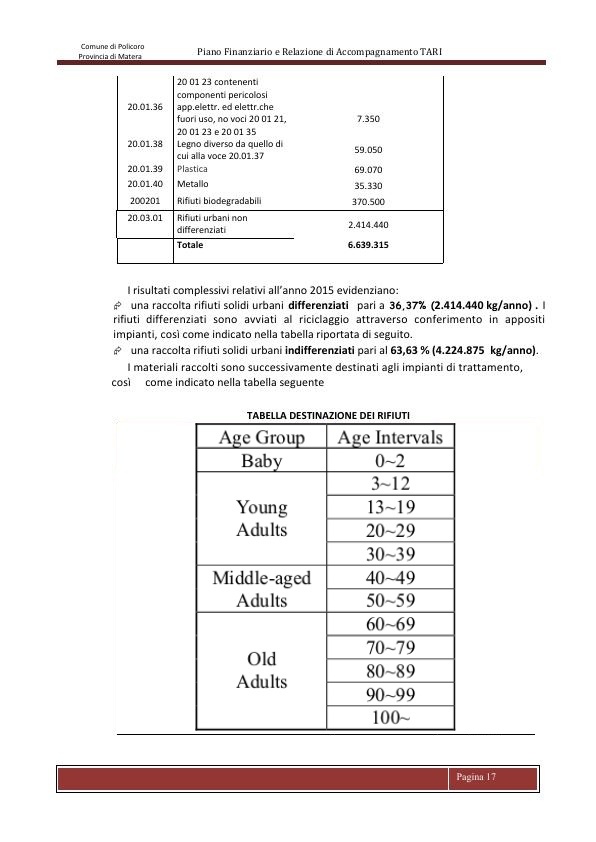 Comune di Policoro
Provincia di Matera
Piano Finanziario e Relazione di Accompagnamento TARI
20 01 23 contenenti
componenti pericolosi
20.01.36
app.elettr. ed elettr.che
fuori uso, no voci 20 01 21,
20 01 23 e 20 01 35
7.350
20.01.38
Legno diverso da quello di
cui alla voce 20.01.37
59.050
20.01.39 Plastica 69.070
20.01.40 Metallo 35.330
200201 Rifiuti biodegradabili 370.500
20.03.01
Rifiuti urbani non
differenziati
2.414.440
Totale 6.639.315
I risultati complessivi relativi all’anno 2015 evidenziano:
una raccolta rifiuti solidi urbani differenziati pari a 36,37% (2.414.440 kg/anno) . I
rifiuti differenziati sono avviati al riciclaggio attraverso conferimento in appositi
impianti, così come indicato nella tabella riportata di seguito.
una raccolta rifiuti solidi urbani indifferenziati pari al 63,63 % (4.224.875 kg/anno).
I materiali raccolti sono successivamente destinati agli impianti di trattamento,
così come indicato nella tabella seguente
TABELLA DESTINAZIONE DEI RIFIUTI
Age Group Age Intervals
Baby 0~2
3~12
Young
Adults
13~19
20~29
30~39
Middle-aged
Adults
40~49
50~59
60~69
70~79
Old
Adults
80~89
90~99
100~
Pagina 17